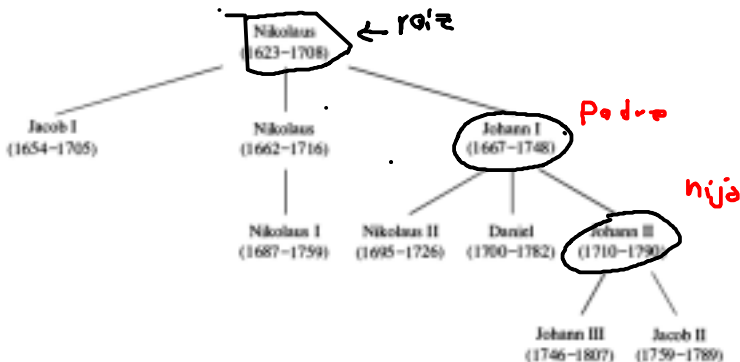 Nikolaus
(1623–1708)
← raiz
Jacob I
(1654–1705)
Nikolaus
(1662–1716)
Johann I
(1667–1748)
Padre
Nikolaus I
(1687–1759)
Nikolaus II
(1695–1726)
Daniel
(1700–1782)
Johann II
(1710–1790)
hija
Johann III
(1746–1807)
Jacob II
(1759–1789)